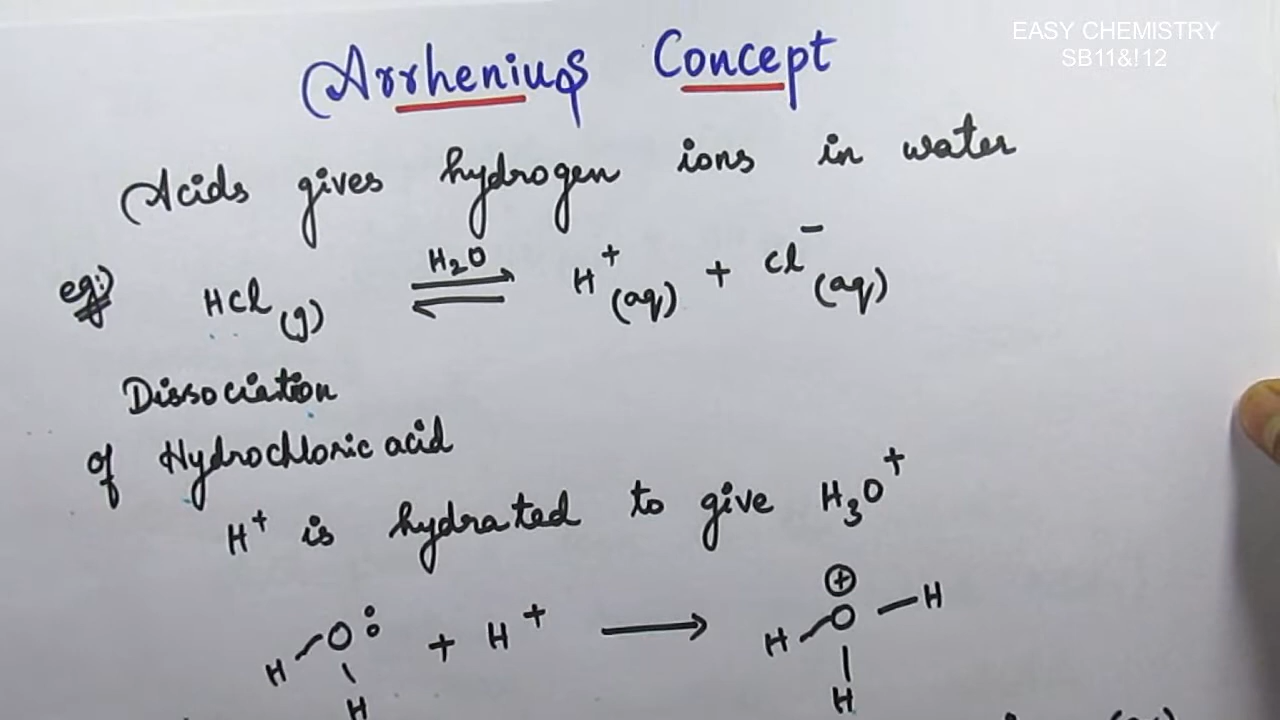 EASY CHEMISTRY
SB11&!12
Arrhenius Concept
Acids gives hydrogen ions in water
eg:) HCl (g) ⇌ H₂O H⁺ (aq) + Cl⁻ (aq)
Dissociation
of Hydrochloric acid
H⁺ is hydrated to give H₃O⁺
H O : H + H⁺ → H O ⊕ H H